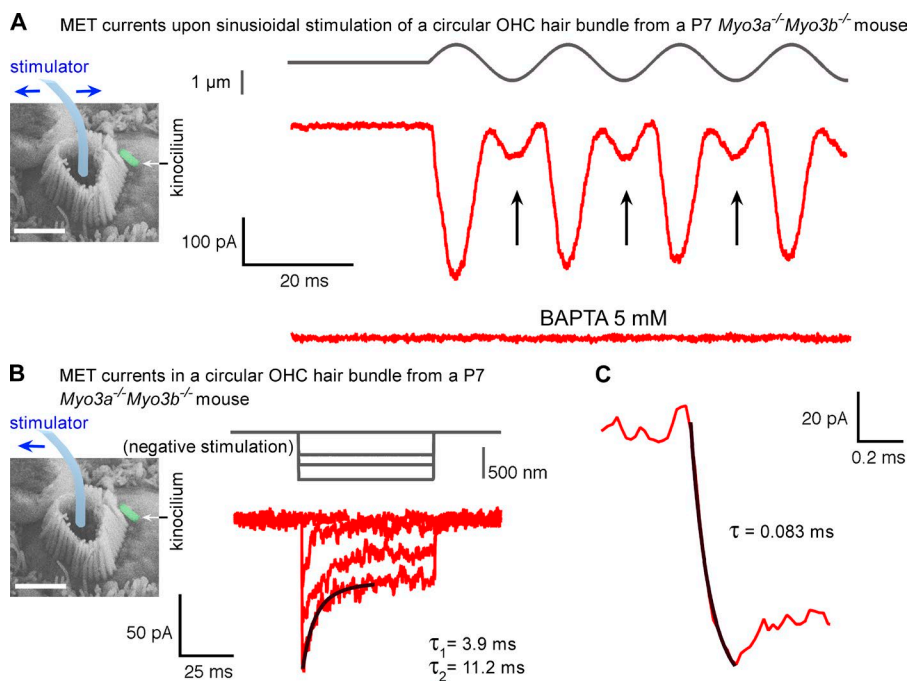 A
MET currents upon sinusioidal stimulation of a circular OHC hair bundle from a P7 Myo3a-/-Myo3b-/- mouse
stimulator
1 µm
kinocilium
100 pA
20 ms
BAPTA 5 mM
B
MET currents in a circular OHC hair bundle from a P7
Myo3a-/-Myo3b-/- mouse
stimulator
(negative stimulation)
500 nm
kinocilium
50 pA
25 ms
τ1= 3.9 ms
τ2= 11.2 ms
C
20 pA
0.2 ms
τ = 0.083 ms